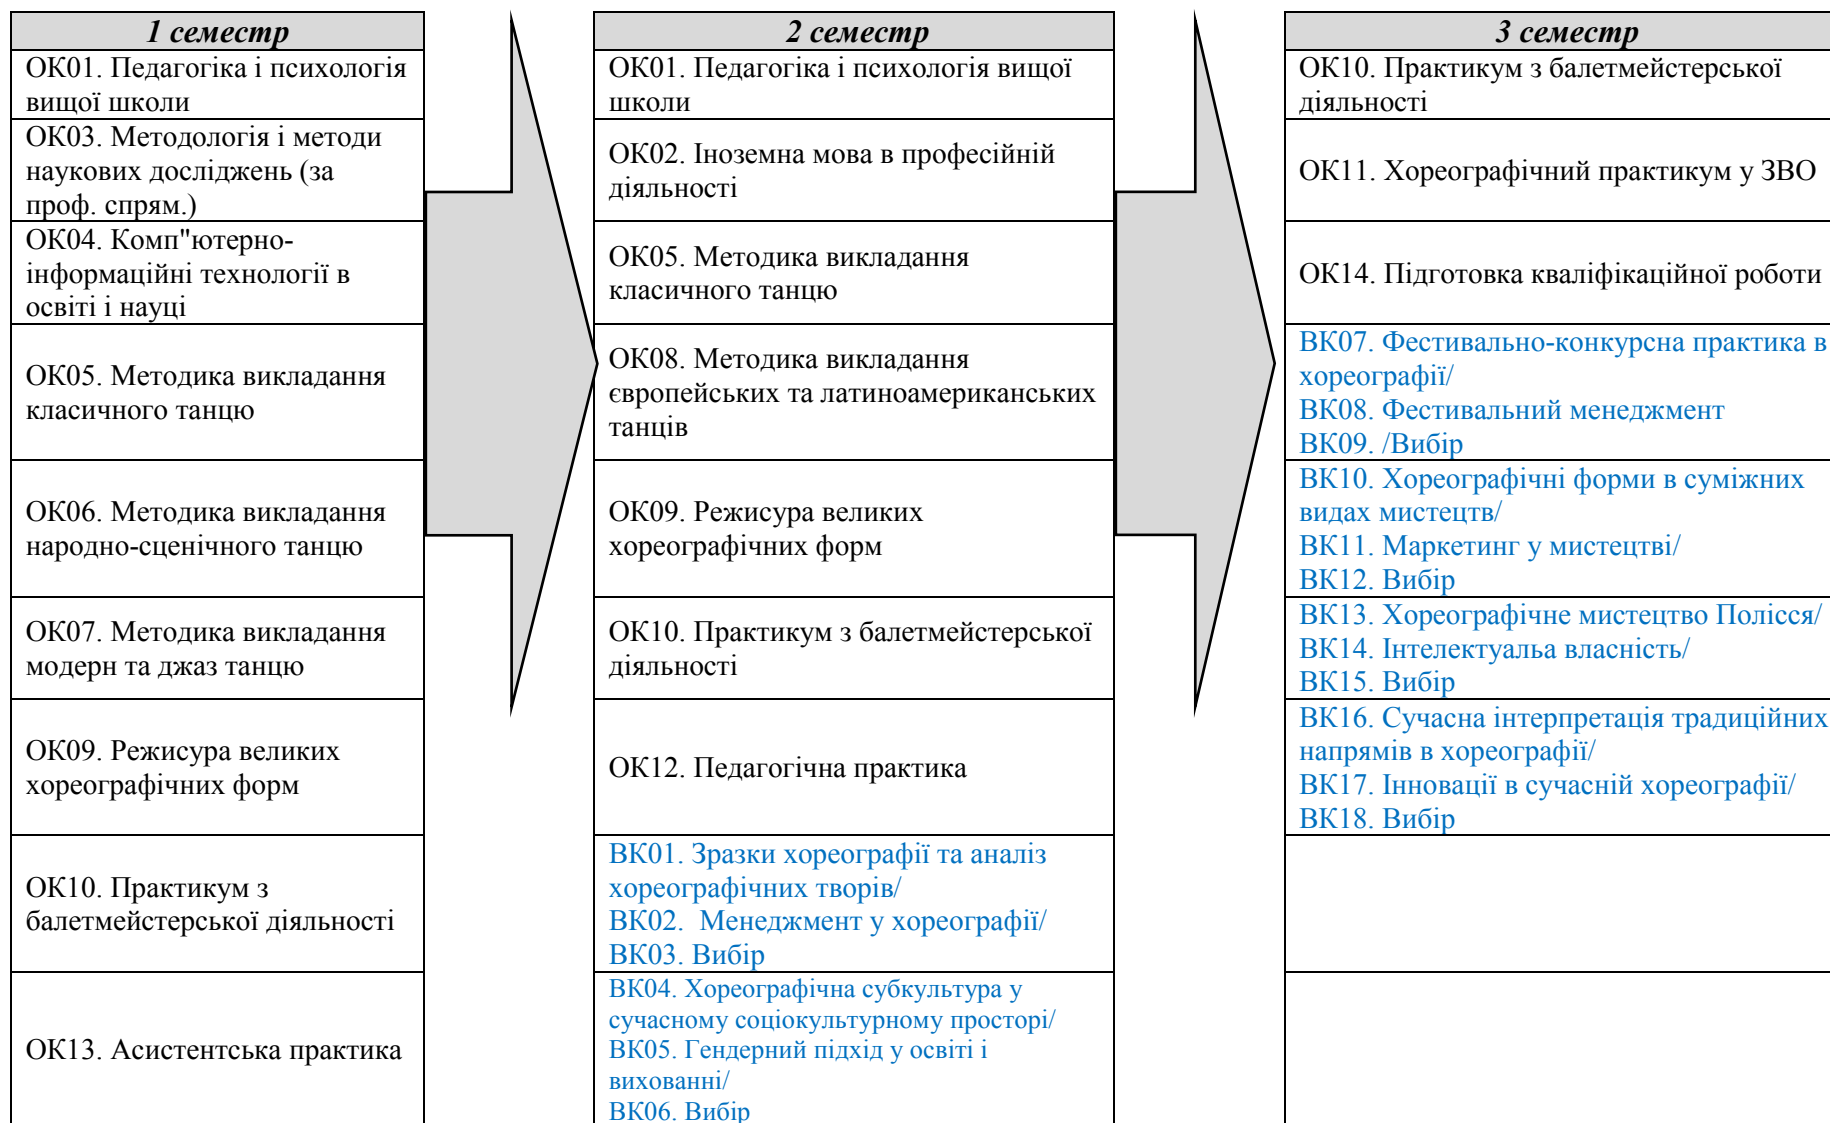 1 семестр
ОК01. Педагогіка і психологія
вищої школи
ОК03. Методологія і методи
наукових досліджень (за
проф. спрям.)
ОК04. Комп"ютерно-
інформаційні технології в
освіті і науці
ОК05. Методика викладання
класичного танцю
ОК06. Методика викладання
народно-сценічного танцю
ОК07. Методика викладання
модерн та джаз танцю
ОК09. Режисура великих
хореографічних форм
ОК10. Практикум з
балетмейстерської діяльності
ОК13. Асистентська практика
2 семестр
ОК01. Педагогіка і психологія вищої
школи
ОК02. Іноземна мова в професійній
діяльності
ОК05. Методика викладання
класичного танцю
ОК08. Методика викладання
європейських та латиноамериканських
танців
ОК09. Режисура великих
хореографічних форм
ОК10. Практикум з балетмейстерської
діяльності
ОК12. Педагогічна практика
ВК01. Зразки хореографії та аналіз
хореографічних творів/
ВК02.  Менеджмент у хореографії/
ВК03. Вибір
ВК04. Хореографічна субкультура у
сучасному соціокультурному просторі/
ВК05. Гендерний підхід у освіті і
вихованні/
ВК06. Вибір
3 семестр
ОК10. Практикум з балетмейстерської
діяльності
ОК11. Хореографічний практикум у ЗВО
ОК14. Підготовка кваліфікаційної роботи
ВК07. Фестивально-конкурсна практика в
хореографії/
ВК08. Фестивальний менеджмент
ВК09. /Вибір
ВК10. Хореографічні форми в суміжних
видах мистецтв/
ВК11. Маркетинг у мистецтві/
ВК12. Вибір
ВК13. Хореографічне мистецтво Полісся/
ВК14. Інтелектуальа власність/
ВК15. Вибір
ВК16. Сучасна інтерпретація традиційних
напрямів в хореографії/
ВК17. Інновації в сучасній хореографії/
ВК18. Вибір